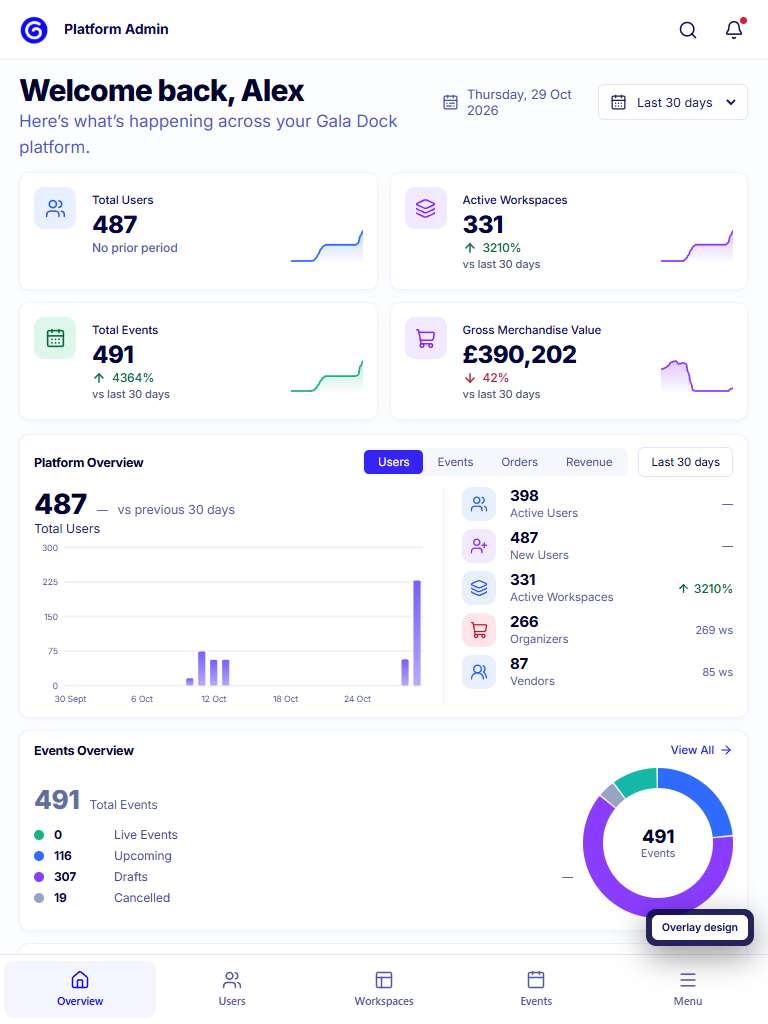 Platform Admin
Welcome back, Alex
Here’s what’s happening across your Gala Dock
platform.
Thursday, 29 Oct
2026
Last 30 days
Total Users
487
No prior period
Active Workspaces
331
↑ 3210%
vs last 30 days
Total Events
491
↑ 4364%
vs last 30 days
Gross Merchandise Value
£390,202
↓ 42%
vs last 30 days
Platform Overview
Users Events Orders Revenue
Last 30 days
487 — vs previous 30 days
Total Users
300
225
150
75
0
30 Sept 6 Oct 12 Oct 18 Oct 24 Oct
398 —
Active Users
487 —
New Users
331
Active Workspaces
↑ 3210%
266
Organizers
269 ws
87
Vendors
85 ws
Events Overview
View All →
491 Total Events
0 Live Events
116 Upcoming
307 Drafts
19 Cancelled
—
491
Events
Overlay design
Overview Users Workspaces Events Menu